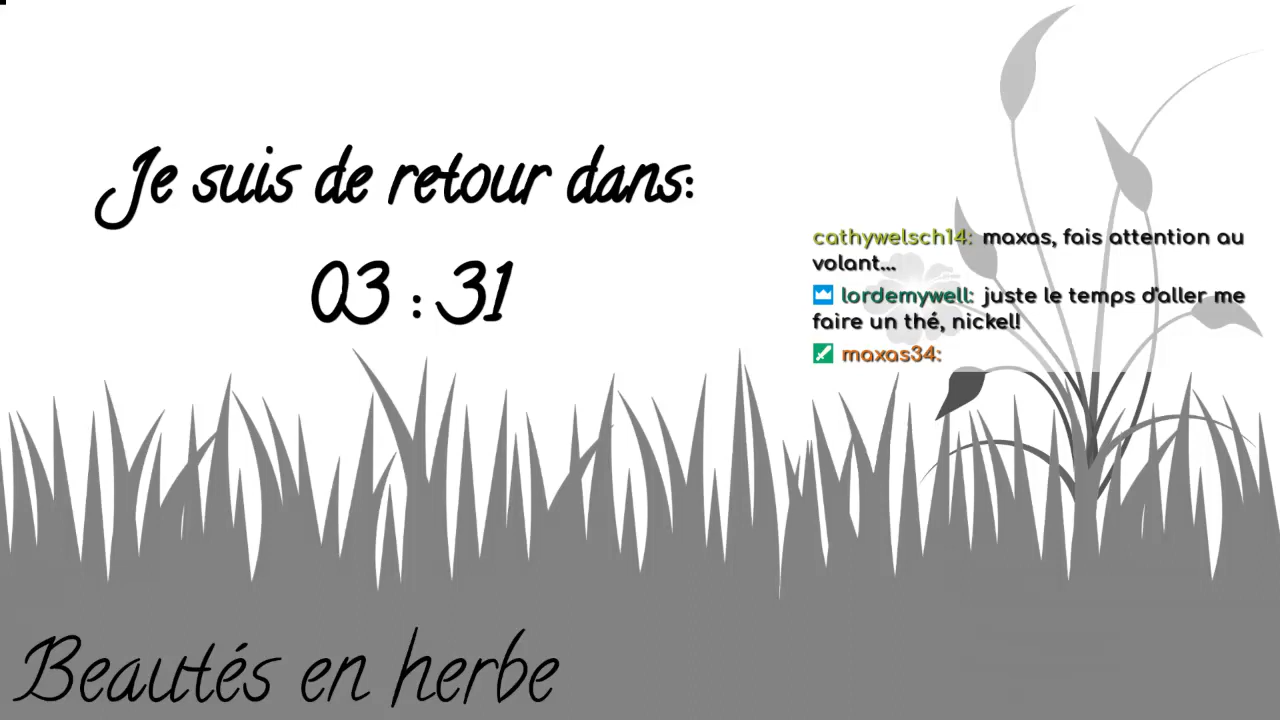 Je suis de retour dans:
03 : 31
cathywelsch14: maxas, fais attention au
volant...
lordemywell: juste le temps d'aller me
faire un thé, nickel!
maxas34:
Beautés en herbe